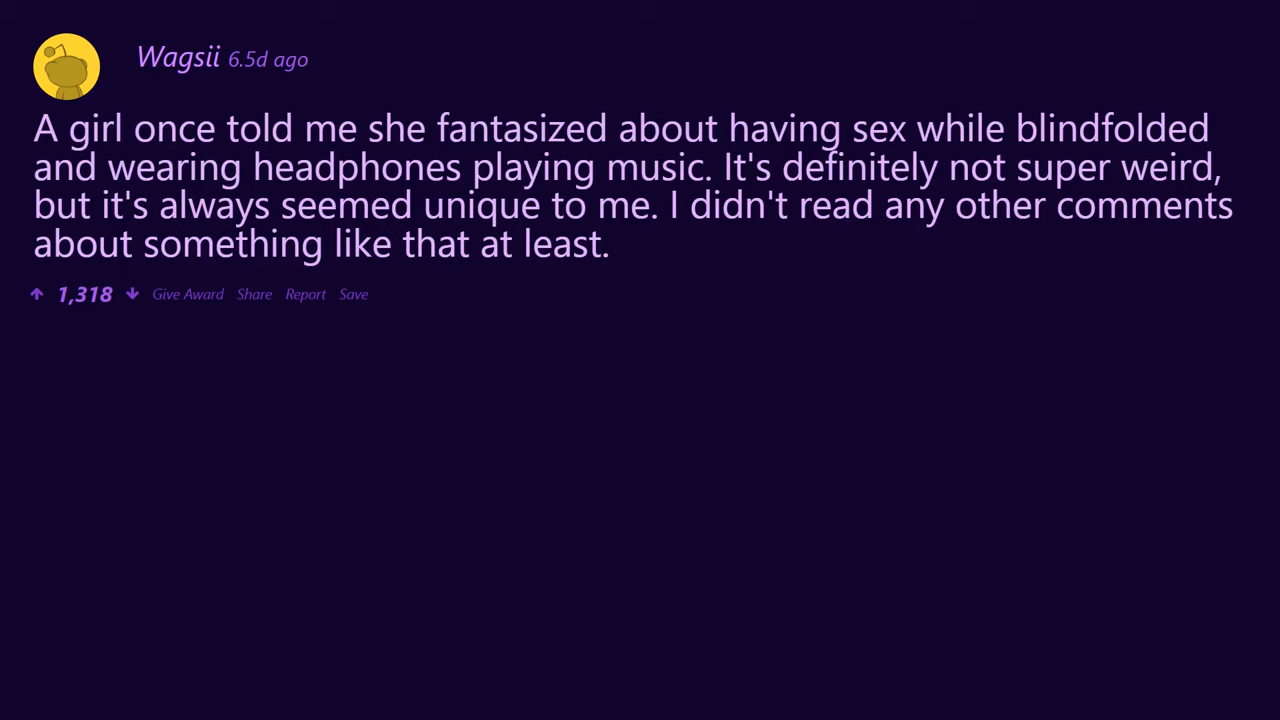 Wagsii 6.5d ago
A girl once told me she fantasized about having sex while blindfolded
and wearing headphones playing music. It's definitely not super weird,
but it's always seemed unique to me. I didn't read any other comments
about something like that at least.
1,318 Give Award Share Report Save